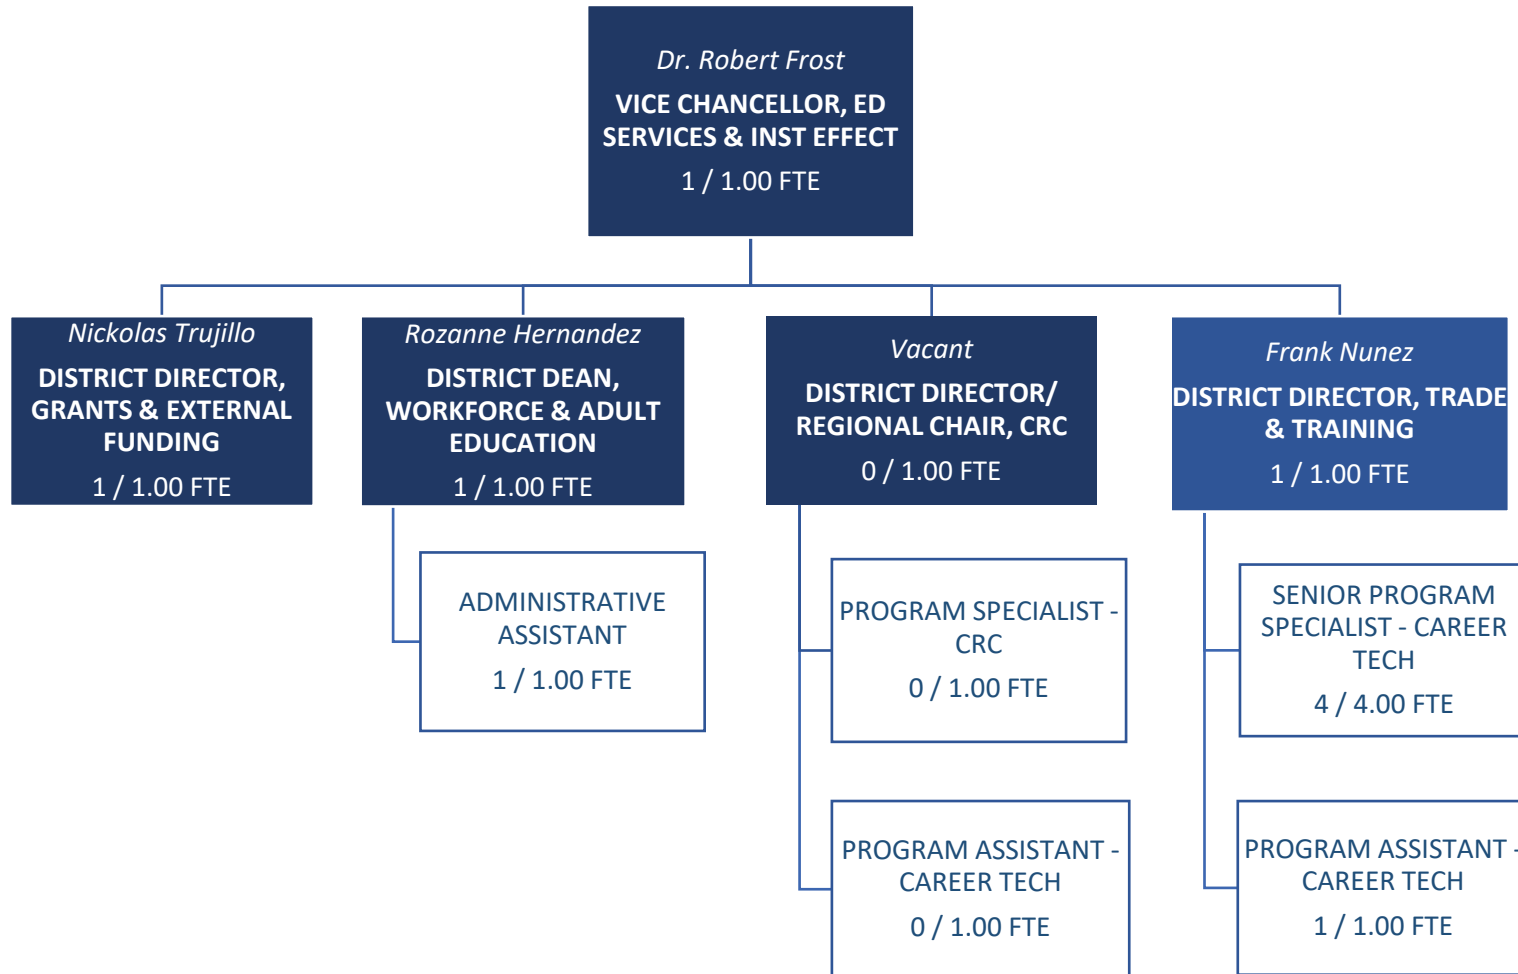 Dr. Robert Frost
VICE CHANCELLOR, ED
SERVICES & INST EFFECT
1 / 1.00 FTE
Nickolas Trujillo
DISTRICT DIRECTOR,
GRANTS & EXTERNAL
FUNDING
1 / 1.00 FTE
Rozanne Hernandez
DISTRICT DEAN,
WORKFORCE & ADULT
EDUCATION
1 / 1.00 FTE
ADMINISTRATIVE
ASSISTANT
1 / 1.00 FTE
Vacant
DISTRICT DIRECTOR/
REGIONAL CHAIR, CRC
0 / 1.00 FTE
PROGRAM SPECIALIST -
CRC
0 / 1.00 FTE
PROGRAM ASSISTANT -
CAREER TECH
0 / 1.00 FTE
Frank Nunez
DISTRICT DIRECTOR, TRADE
& TRAINING
1 / 1.00 FTE
SENIOR PROGRAM
SPECIALIST - CAREER
TECH
4 / 4.00 FTE
PROGRAM ASSISTANT -
CAREER TECH
1 / 1.00 FTE